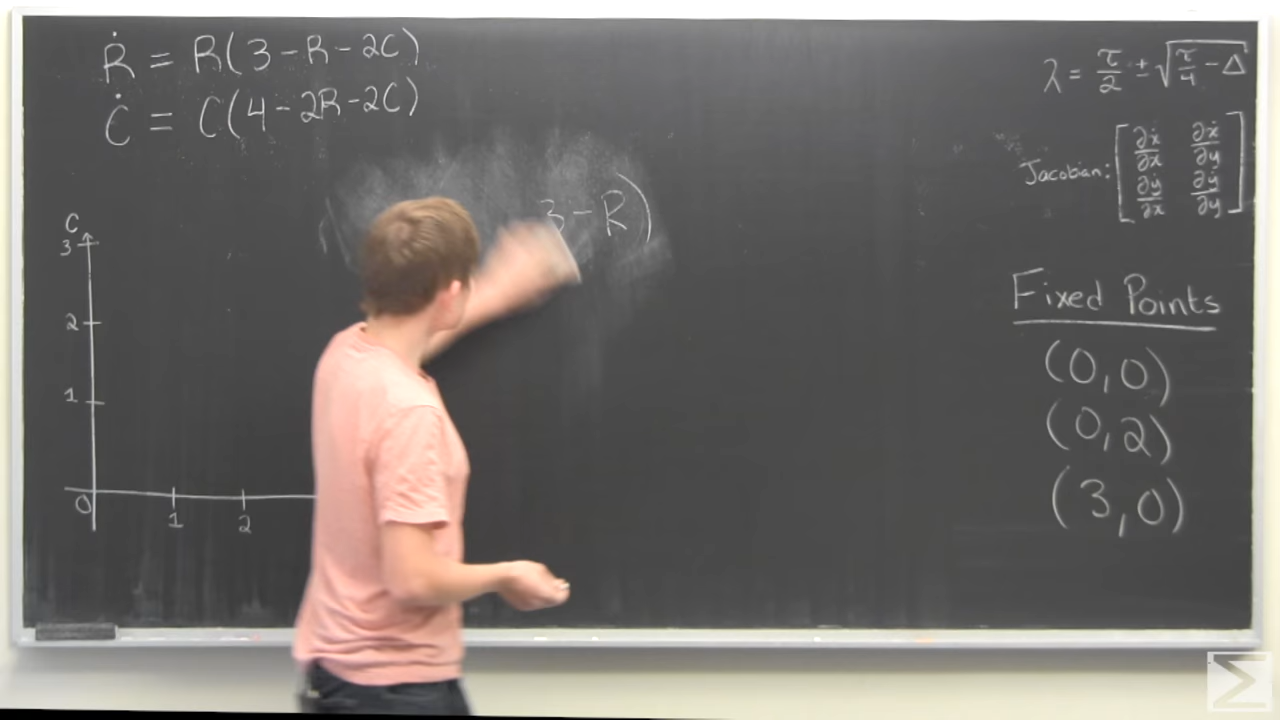 Ṙ = R(3-R-2C)
Ċ = C(4-2R-2C)
λ = τ/2 ± √(τ/4 - Δ)
Jacobian: [∂ẋ/∂x ∂ẋ/∂y
∂ẏ/∂x ∂ẏ/∂y]
3 - R)
C
3
2
1
0
1
2
Fixed Points
(0,0)
(0,2)
(3,0)
Σ